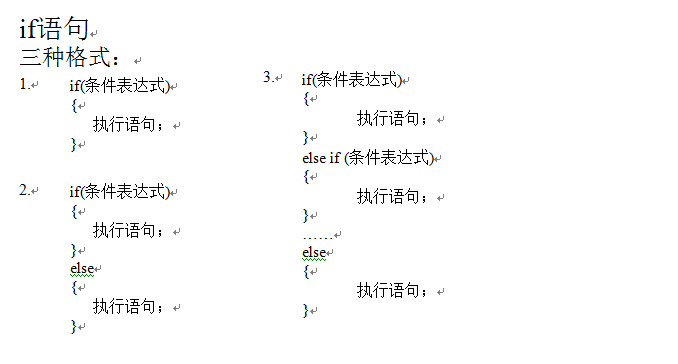 if语句
三种格式：
1. if(条件表达式)
{
执行语句；
}
2. if(条件表达式)
{
执行语句；
}
else
{
执行语句；
}
3. if(条件表达式)
{
执行语句；
}
else if (条件表达式)
{
执行语句；
}
……
else
{
执行语句；
}